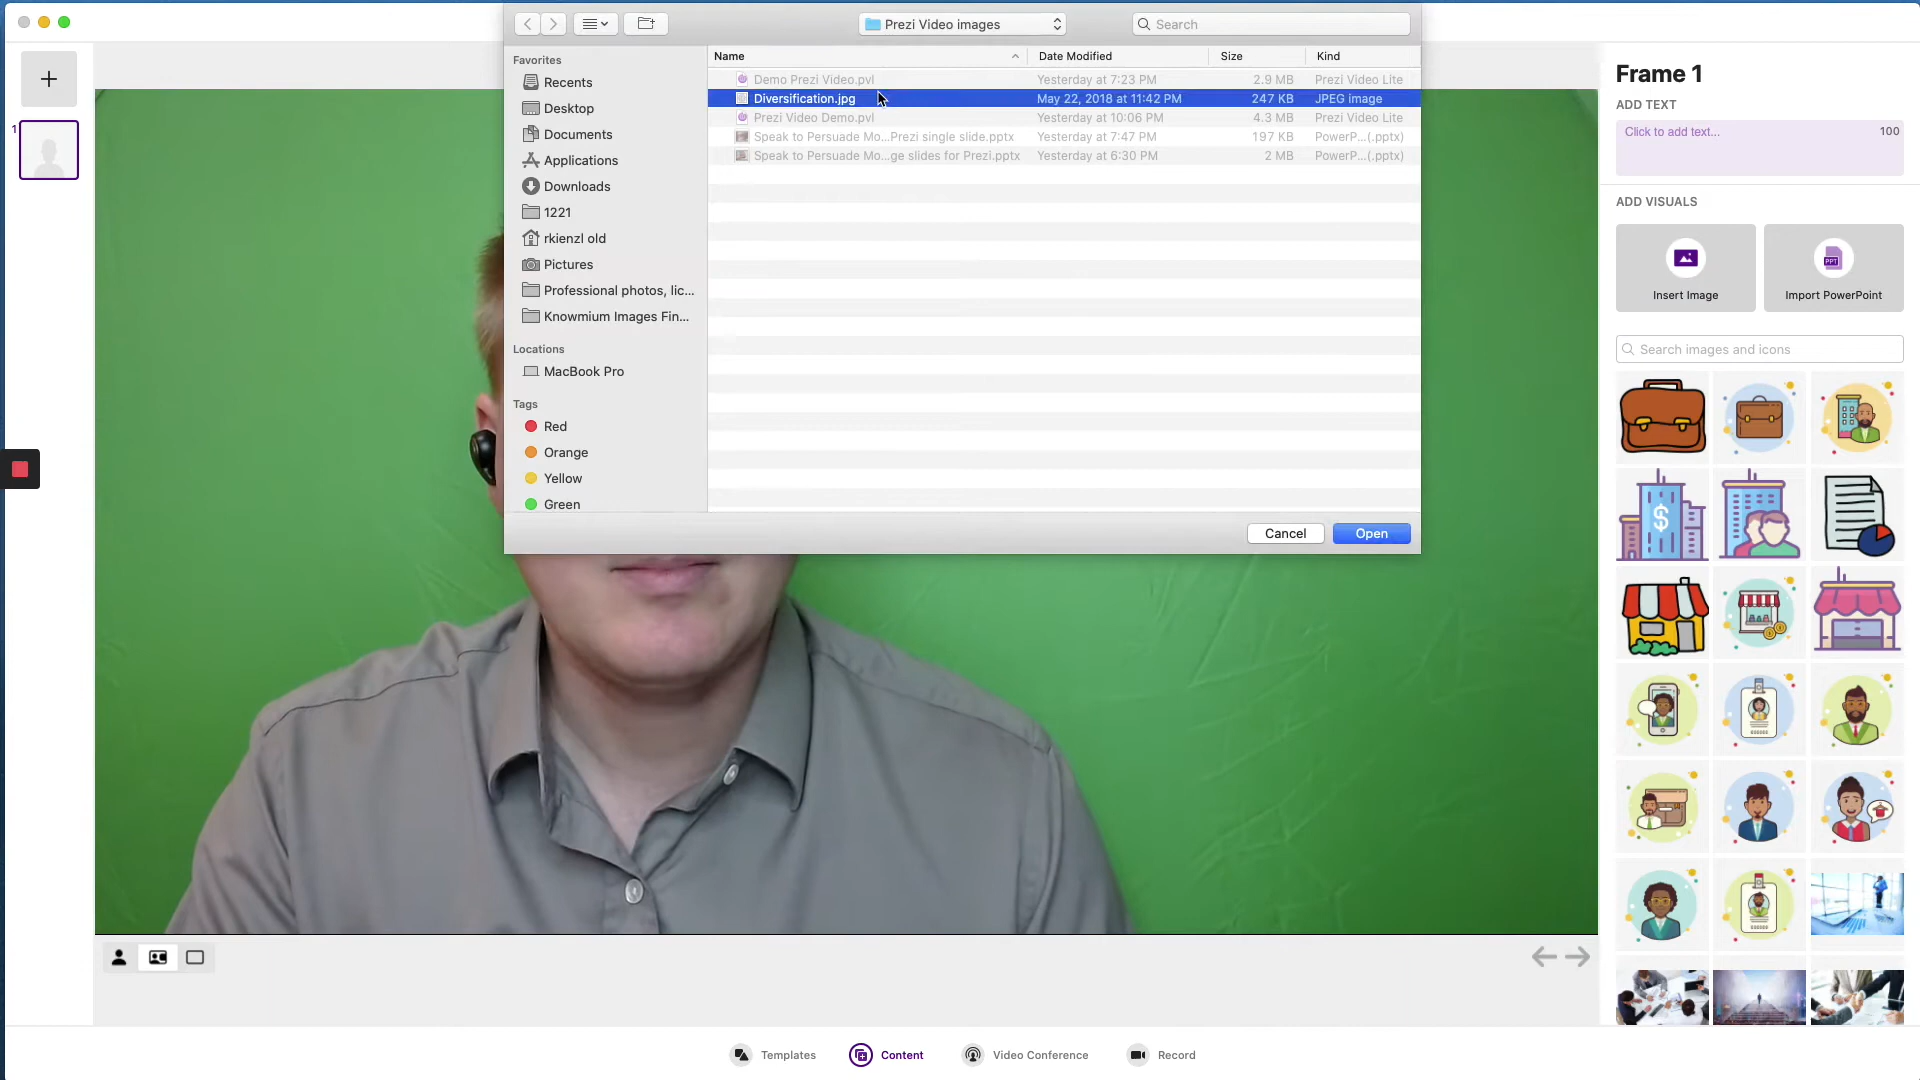 Prezi Video images
Search
Favorites
Recents
Desktop
Documents
Applications
Downloads
1221
rkienzl old
Pictures
Professional photos, lic...
Knowmium Images Fin...
Locations
MacBook Pro
Tags
Red
Orange
Yellow
Green
Name Date Modified Size Kind
Demo Prezi Video.pvl Yesterday at 7:23 PM 2.9 MB Prezi Video Lite
Diversification.jpg May 22, 2018 at 11:42 PM 247 KB JPEG image
Prezi Video Demo.pvl Yesterday at 10:06 PM 4.3 MB Prezi Video Lite
Speak to Persuade Mo...Prezi single slide.pptx Yesterday at 7:47 PM 197 KB PowerP...(.pptx)
Speak to Persuade Mo...ge slides for Prezi.pptx Yesterday at 6:30 PM 2 MB PowerP...(.pptx)
Cancel Open
1
Frame 1
ADD TEXT
Click to add text... 100
ADD VISUALS
PPT
Insert Image Import PowerPoint
Search images and icons
$
Templates Content Video Conference Record